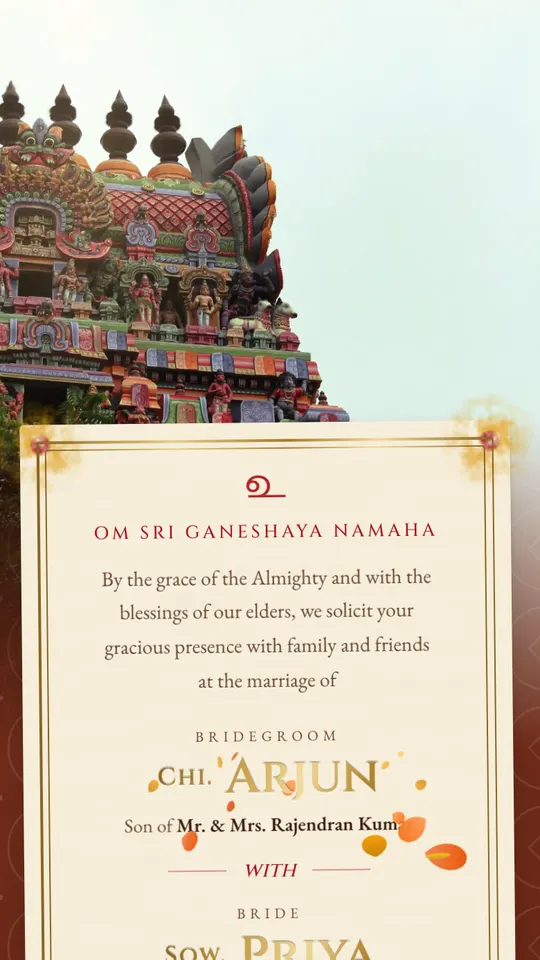 உ
OM SRI GANESHAYA NAMAHA
By the grace of the Almighty and with the
blessings of our elders, we solicit your
gracious presence with family and friends
at the marriage of
BRIDEGROOM
CHI. ARJUN
Son of Mr. & Mrs. Rajendran Kum
WITH
BRIDE
SOW. PRIYA